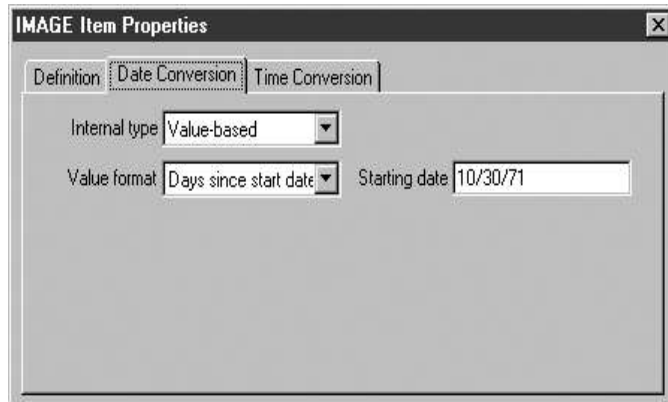 IMAGE Item Properties
Definition Date Conversion Time Conversion
Internal type Value-based
Value format Days since start date Starting date 10/30/71